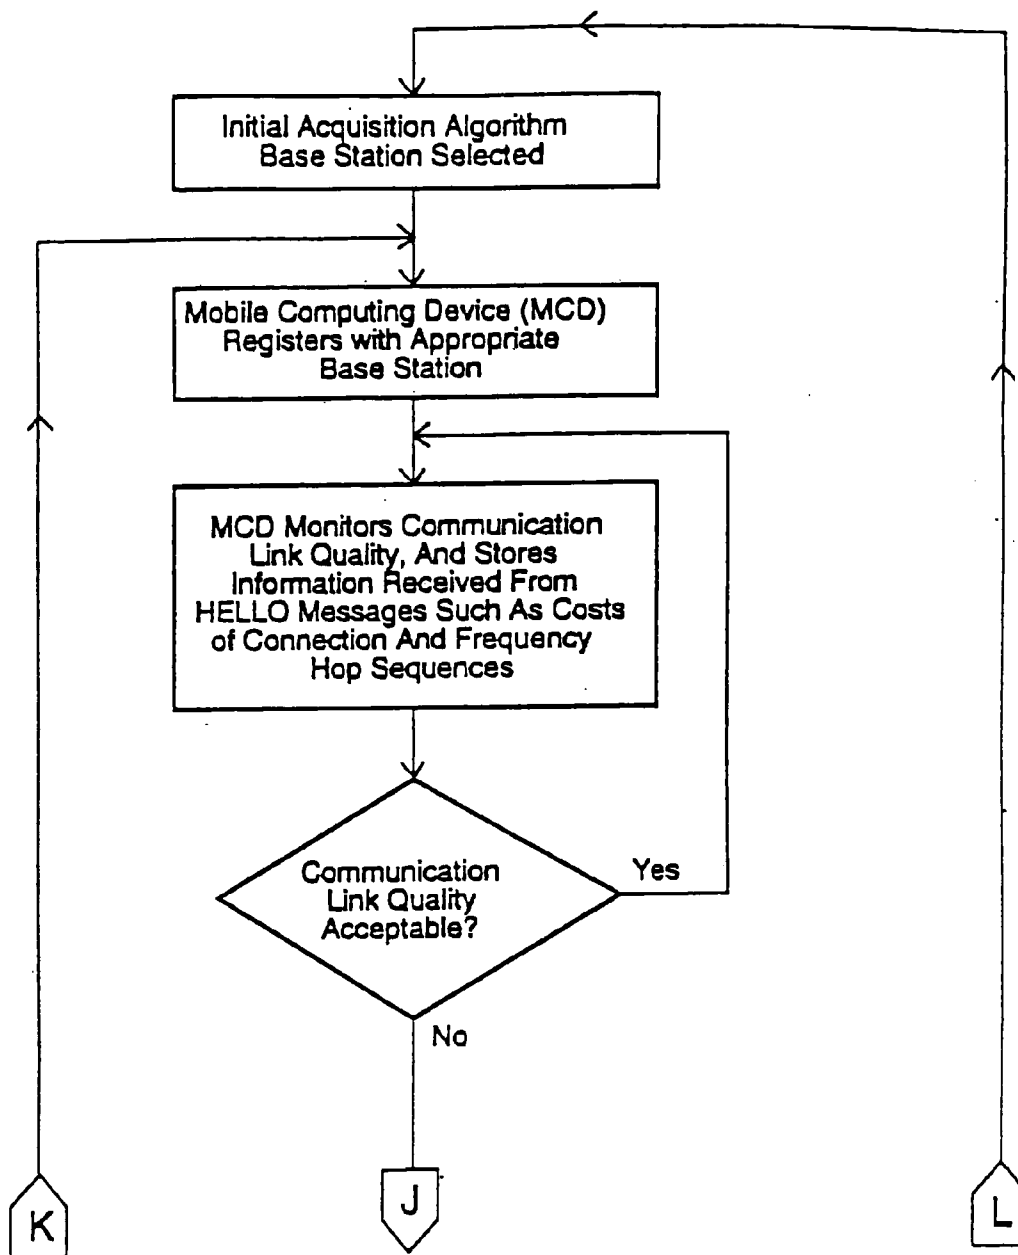 Initial Acquisition Algorithm
Base Station Selected
Mobile Computing Device (MCD)
Registers with Appropriate
Base Station
MCD Monitors Communication
Link Quality, And Stores
Information Received From
HELLO Messages Such As Costs
of Connection And Frequency
Hop Sequences
Communication
Link Quality
Acceptable?
Yes
No
K
J
L